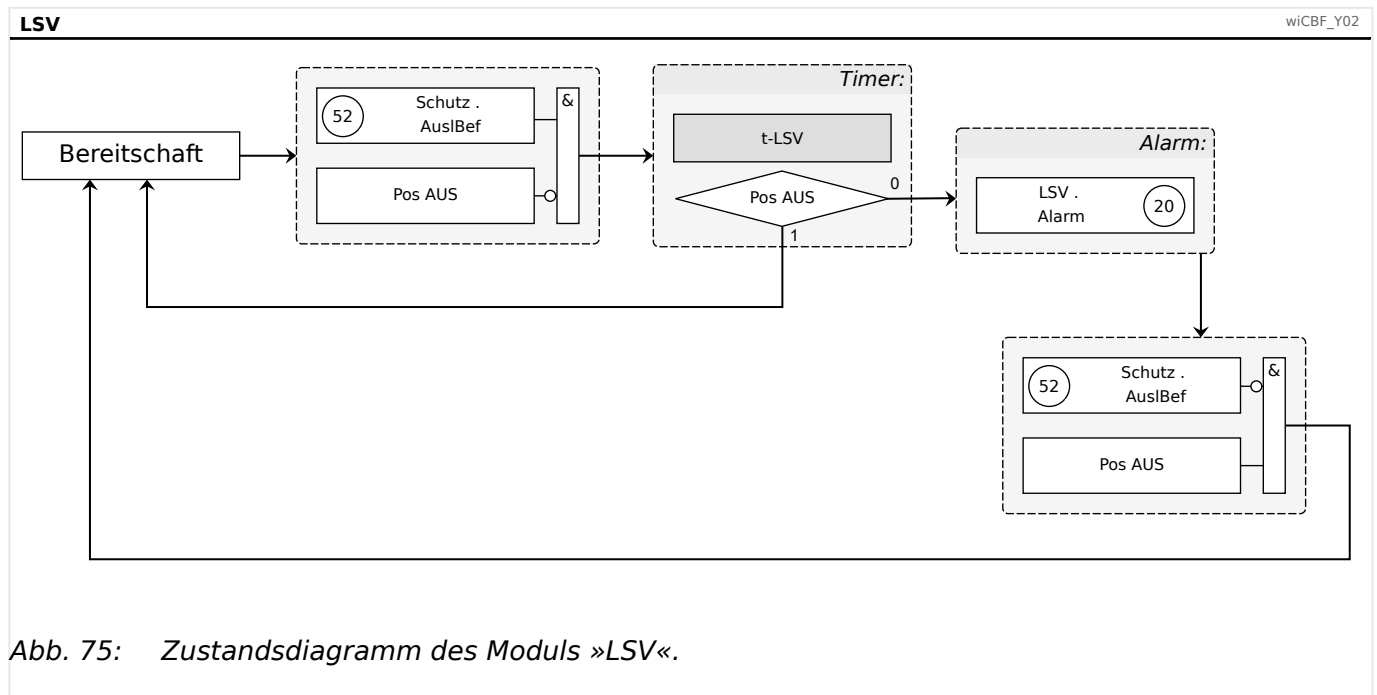 LSV
wiCBF_Y02
Bereitschaft
52
Schutz .
AuslBef
Pos AUS
&
Timer:
t-LSV
Pos AUS
0
1
Alarm:
LSV .
Alarm
20
52
Schutz .
AuslBef
Pos AUS
&
Abb. 75: Zustandsdiagramm des Moduls »LSV«.